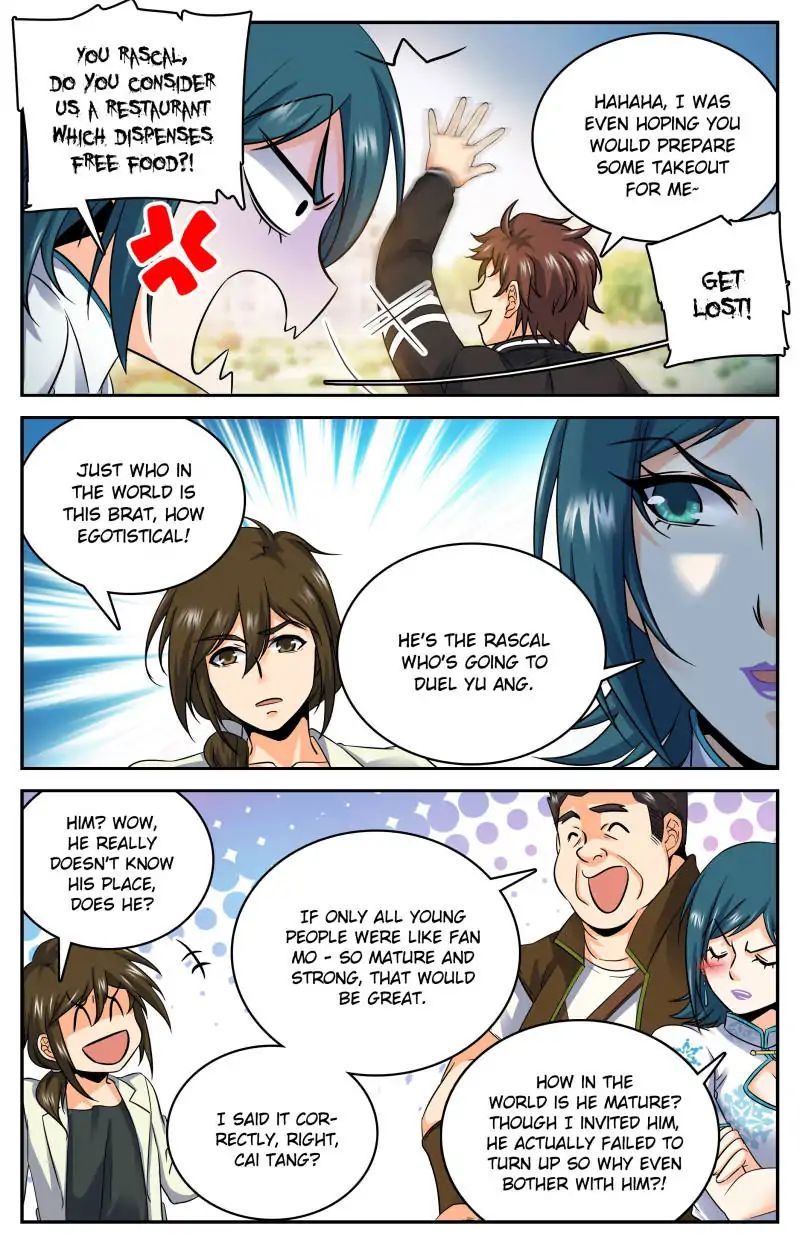 YOU RASCAL,
DO YOU CONSIDER
US A RESTAURANT
WHICH DISPENSES
FREE FOOD?!
HAHAHA, I WAS
EVEN HOPING YOU
WOULD PREPARE
SOME TAKEOUT
FOR ME~
GET
LOST!
JUST WHO IN
THE WORLD IS
THIS BRAT, HOW
EGOTISTICAL!
HE'S THE RASCAL
WHO'S GOING TO
DUEL YU ANG.
HIM? WOW,
HE REALLY
DOESN'T KNOW
HIS PLACE,
DOES HE?
IF ONLY ALL YOUNG
PEOPLE WERE LIKE FAN
MO - SO MATURE AND
STRONG, THAT WOULD
BE GREAT.
I SAID IT COR-
RECTLY, RIGHT,
CAI TANG?
HOW IN THE
WORLD IS HE MATURE?
THOUGH I INVITED HIM,
HE ACTUALLY FAILED TO
TURN UP SO WHY EVEN
BOTHER WITH HIM?!